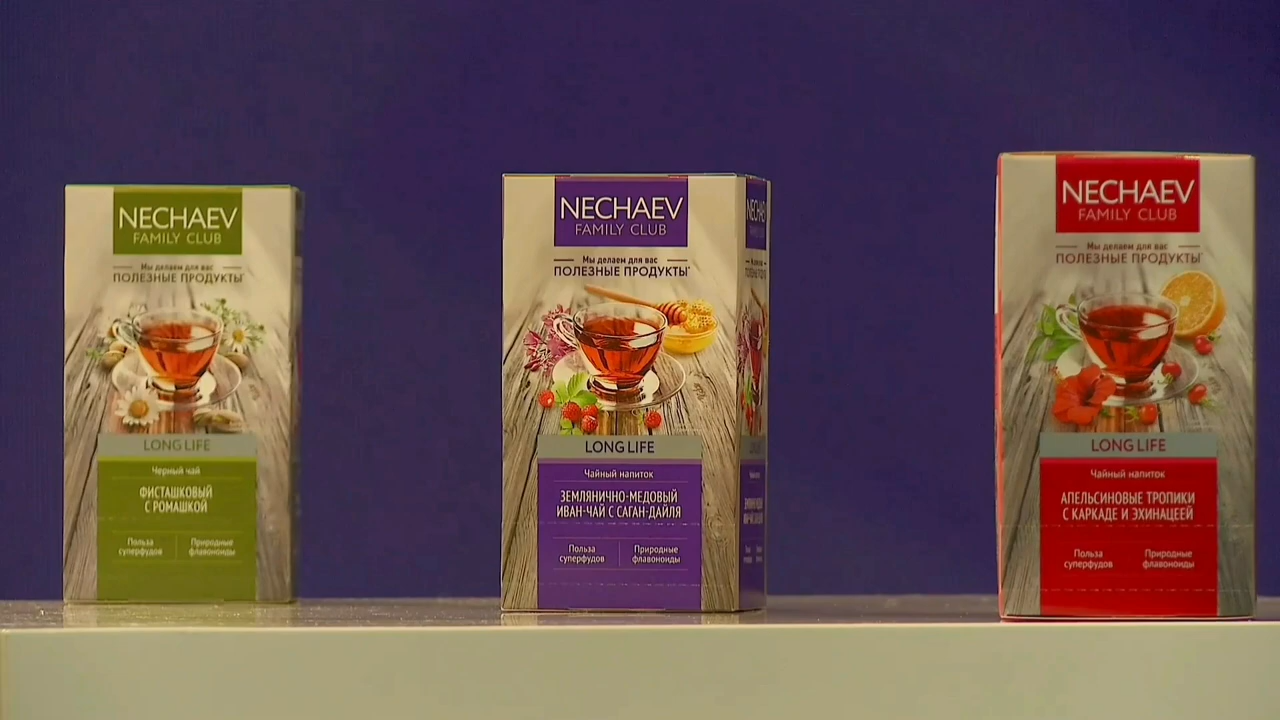 NECHAEV
FAMILY CLUB
Мы делаем для вас
ПОЛЕЗНЫЕ ПРОДУКТЫ*
LONG LIFE
Черный чай
ФИСТАШКОВЫЙ
С РОМАШКОЙ
Польза
суперфудов
Природные
флавоноиды
NECHAEV
FAMILY CLUB
Мы делаем для вас
ПОЛЕЗНЫЕ ПРОДУКТЫ*
LONG LIFE
Чайный напиток
ЗЕМЛЯНИЧНО-МЕДОВЫЙ
ИВАН-ЧАЙ С САГАН-ДАЙЛЯ
Польза
суперфудов
Природные
флавоноиды
NECHAEV
FAMILY CLUB
Мы делаем для вас
ПОЛЕЗНЫЕ ПРОДУКТЫ*
LONG LIFE
Чайный напиток
АПЕЛЬСИНОВЫЕ ТРОПИКИ
С КАРКАДЕ И ЭХИНАЦЕЕЙ
Польза
суперфудов
Природные
флавоноиды